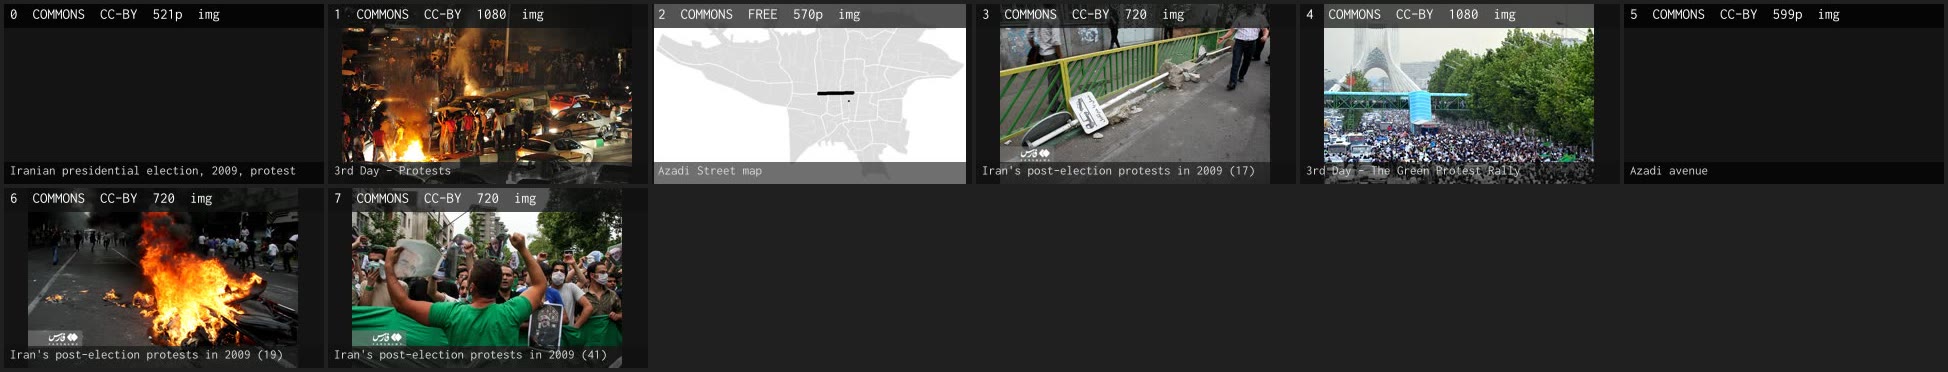 0 COMMONS CC-BY 521p img
Iranian presidential election, 2009, protest
1 COMMONS CC-BY 1080 img
3rd Day - Protests
2 COMMONS FREE 570p img
Azadi Street map
3 COMMONS CC-BY 720 img
فارس
Iran's post-election protests in 2009 (17)
4 COMMONS CC-BY 1080 img
3rd Day - The Green Protest Rally
5 COMMONS CC-BY 599p img
Azadi avenue
6 COMMONS CC-BY 720 img
فارس
Iran's post-election protests in 2009 (19)
7 COMMONS CC-BY 720 img
فارس
Iran's post-election protests in 2009 (41)